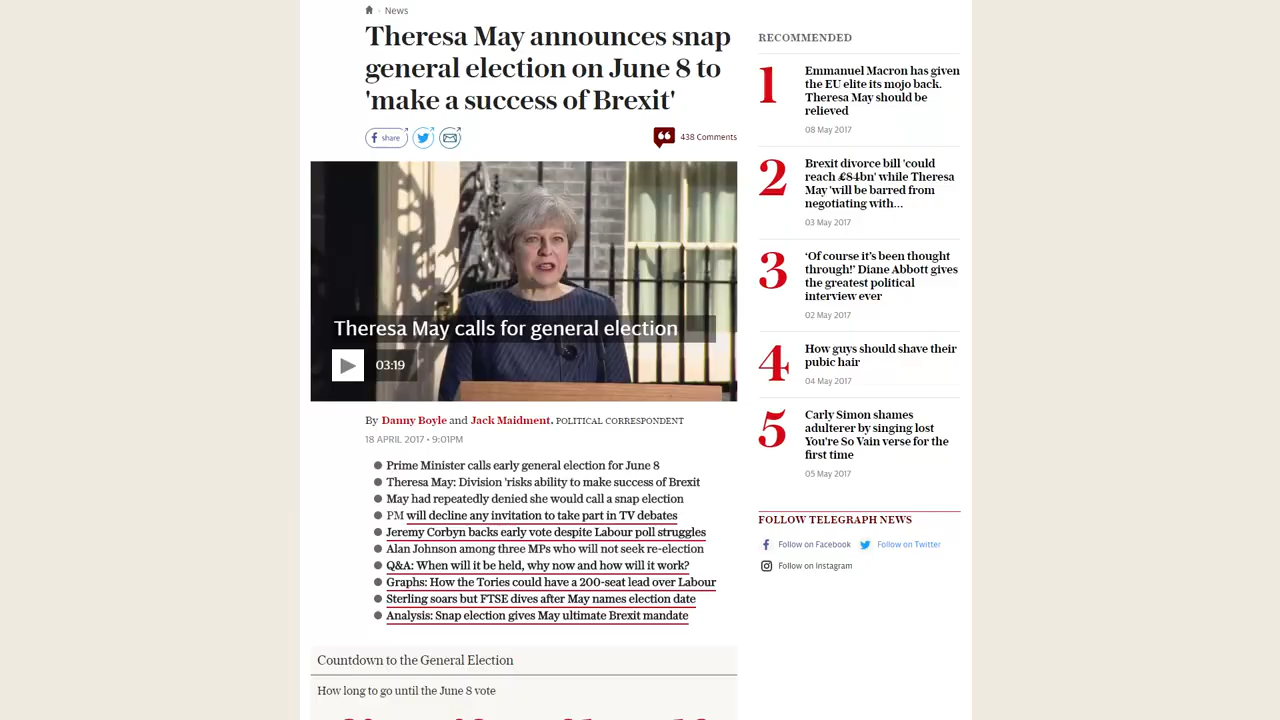 News
Theresa May announces snap
general election on June 8 to
'make a success of Brexit'
share
438 Comments
Theresa May calls for general election
03:19
By Danny Boyle and Jack Maidment, POLITICAL CORRESPONDENT
18 APRIL 2017 • 9:01PM
Prime Minister calls early general election for June 8
Theresa May: Division 'risks ability to make success of Brexit
May had repeatedly denied she would call a snap election
PM will decline any invitation to take part in TV debates
Jeremy Corbyn backs early vote despite Labour poll struggles
Alan Johnson among three MPs who will not seek re-election
Q&A: When will it be held, why now and how will it work?
Graphs: How the Tories could have a 200-seat lead over Labour
Sterling soars but FTSE dives after May names election date
Analysis: Snap election gives May ultimate Brexit mandate
Countdown to the General Election
How long to go until the June 8 vote
RECOMMENDED
1
Emmanuel Macron has given
the EU elite its mojo back.
Theresa May should be
relieved
08 May 2017
2
Brexit divorce bill 'could
reach £84bn' while Theresa
May 'will be barred from
negotiating with...
03 May 2017
3
‘Of course it’s been thought
through!’ Diane Abbott gives
the greatest political
interview ever
02 May 2017
4
How guys should shave their
pubic hair
04 May 2017
5
Carly Simon shames
adulterer by singing lost
You're So Vain verse for the
first time
05 May 2017
FOLLOW TELEGRAPH NEWS
Follow on Facebook
Follow on Twitter
Follow on Instagram